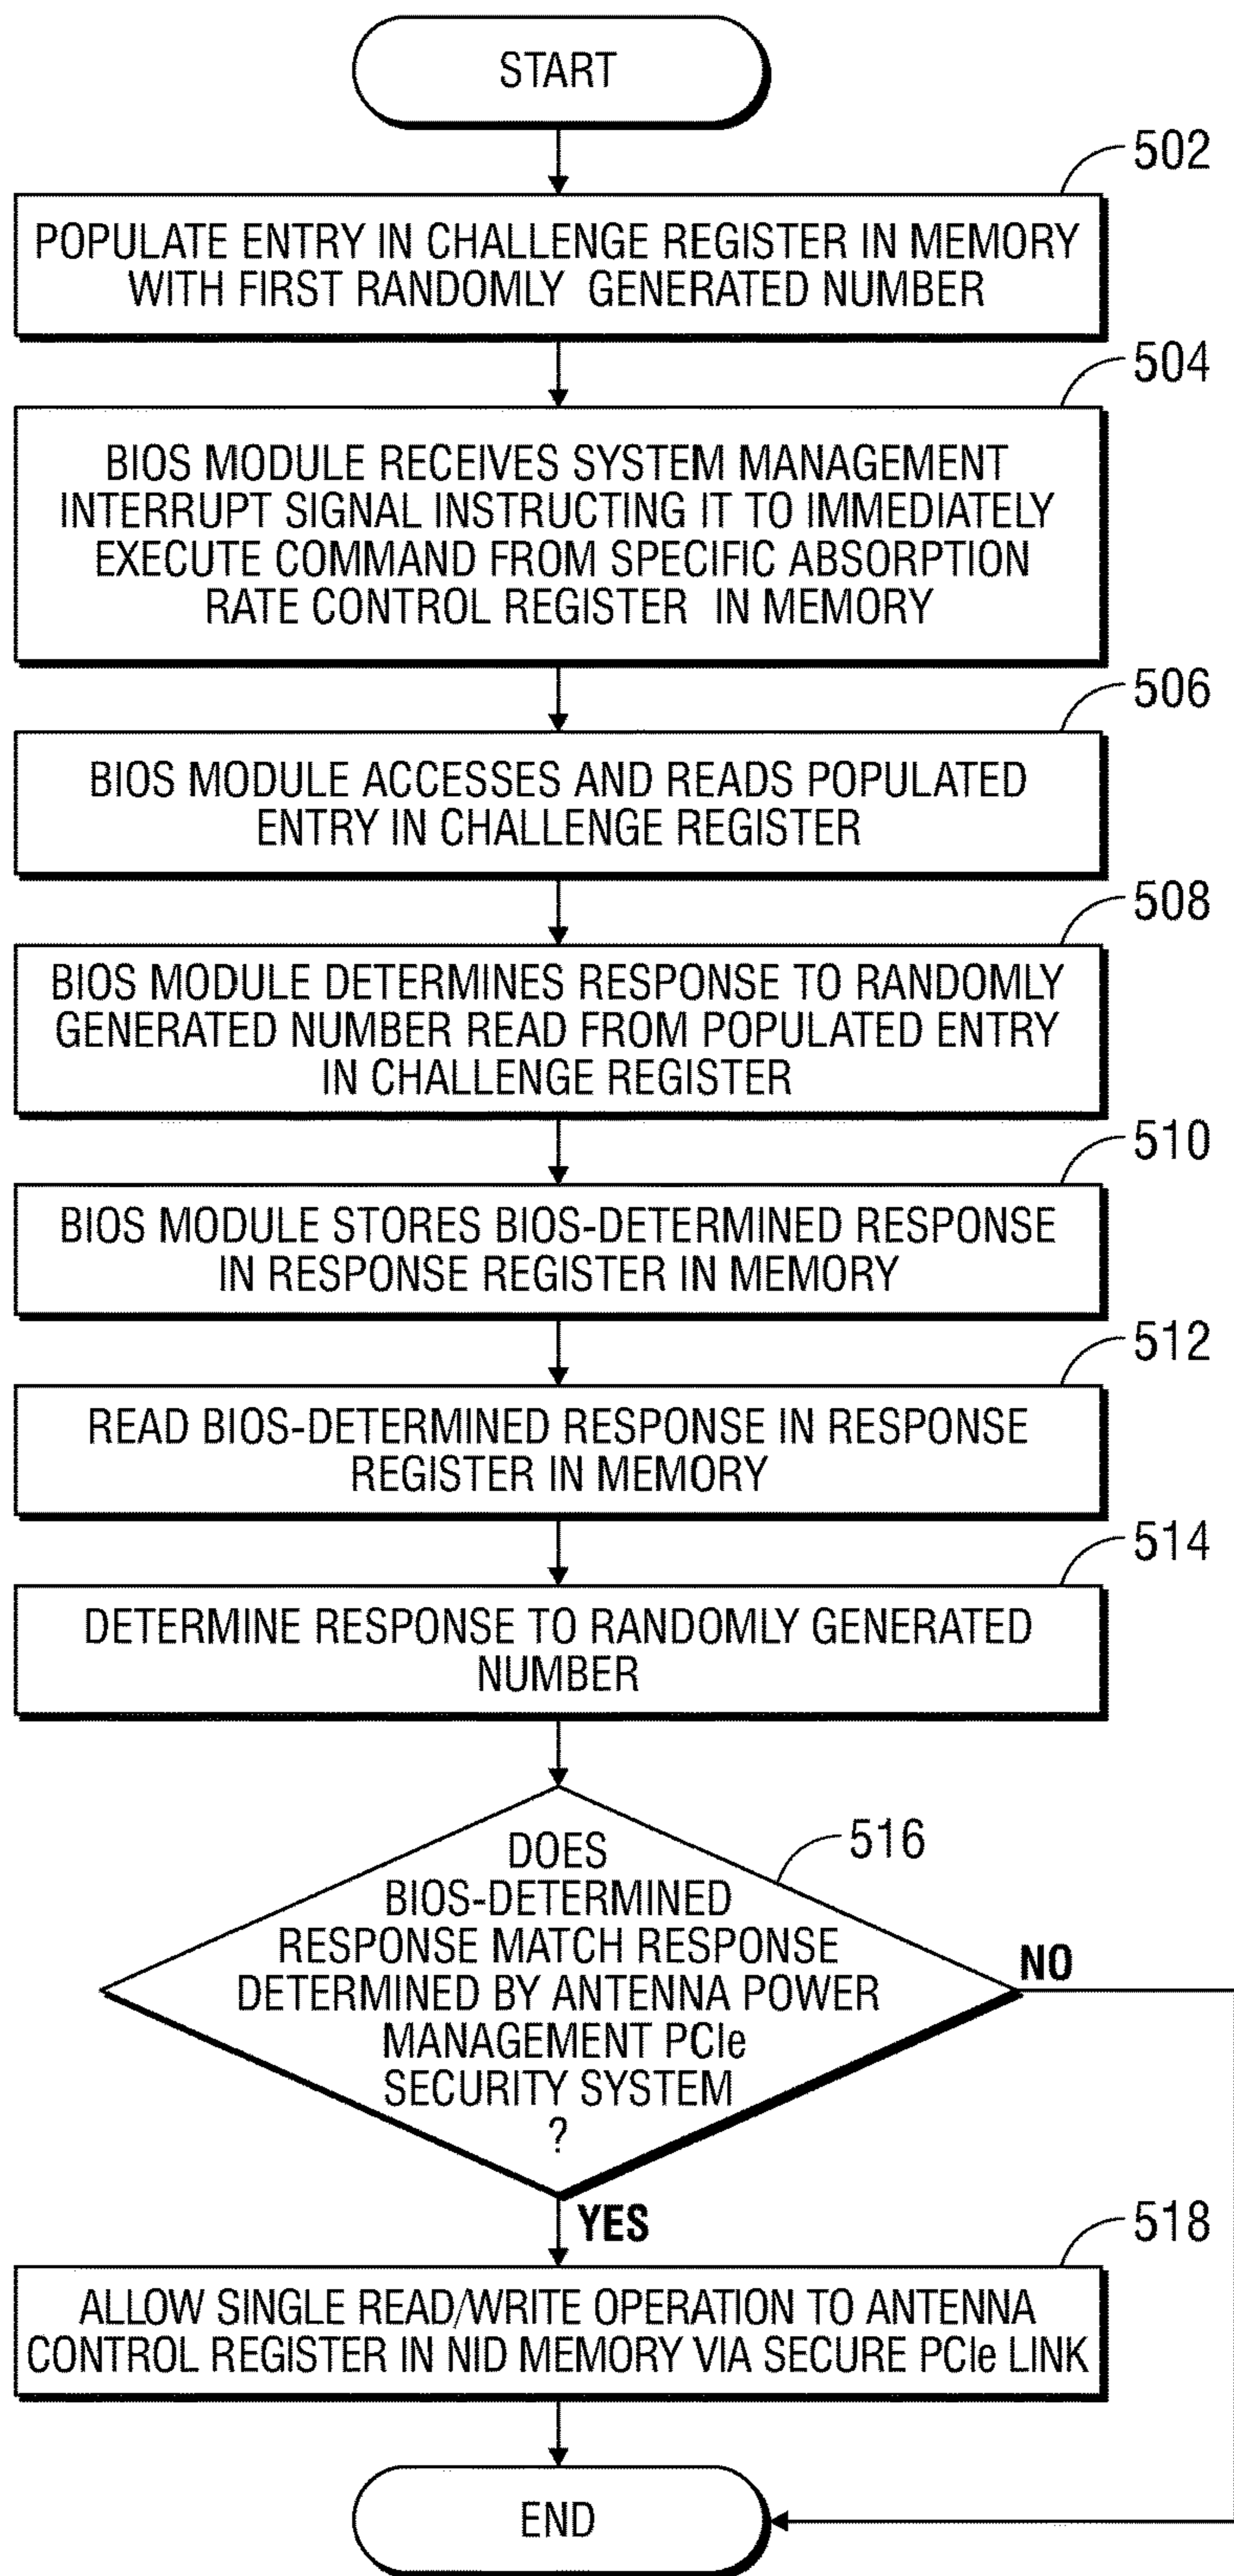 START
502
POPULATE ENTRY IN CHALLENGE REGISTER IN MEMORY
WITH FIRST RANDOMLY GENERATED NUMBER
504
BIOS MODULE RECEIVES SYSTEM MANAGEMENT
INTERRUPT SIGNAL INSTRUCTING IT TO IMMEDIATELY
EXECUTE COMMAND FROM SPECIFIC ABSORPTION
RATE CONTROL REGISTER IN MEMORY
506
BIOS MODULE ACCESSES AND READS POPULATED
ENTRY IN CHALLENGE REGISTER
508
BIOS MODULE DETERMINES RESPONSE TO RANDOMLY
GENERATED NUMBER READ FROM POPULATED ENTRY
IN CHALLENGE REGISTER
510
BIOS MODULE STORES BIOS-DETERMINED RESPONSE
IN RESPONSE REGISTER IN MEMORY
512
READ BIOS-DETERMINED RESPONSE IN RESPONSE
REGISTER IN MEMORY
514
DETERMINE RESPONSE TO RANDOMLY GENERATED
NUMBER
516
DOES
BIOS-DETERMINED
RESPONSE MATCH RESPONSE
DETERMINED BY ANTENNA POWER
MANAGEMENT PCIe
SECURITY SYSTEM
?
NO
YES
518
ALLOW SINGLE READ/WRITE OPERATION TO ANTENNA
CONTROL REGISTER IN NID MEMORY VIA SECURE PCIe LINK
END